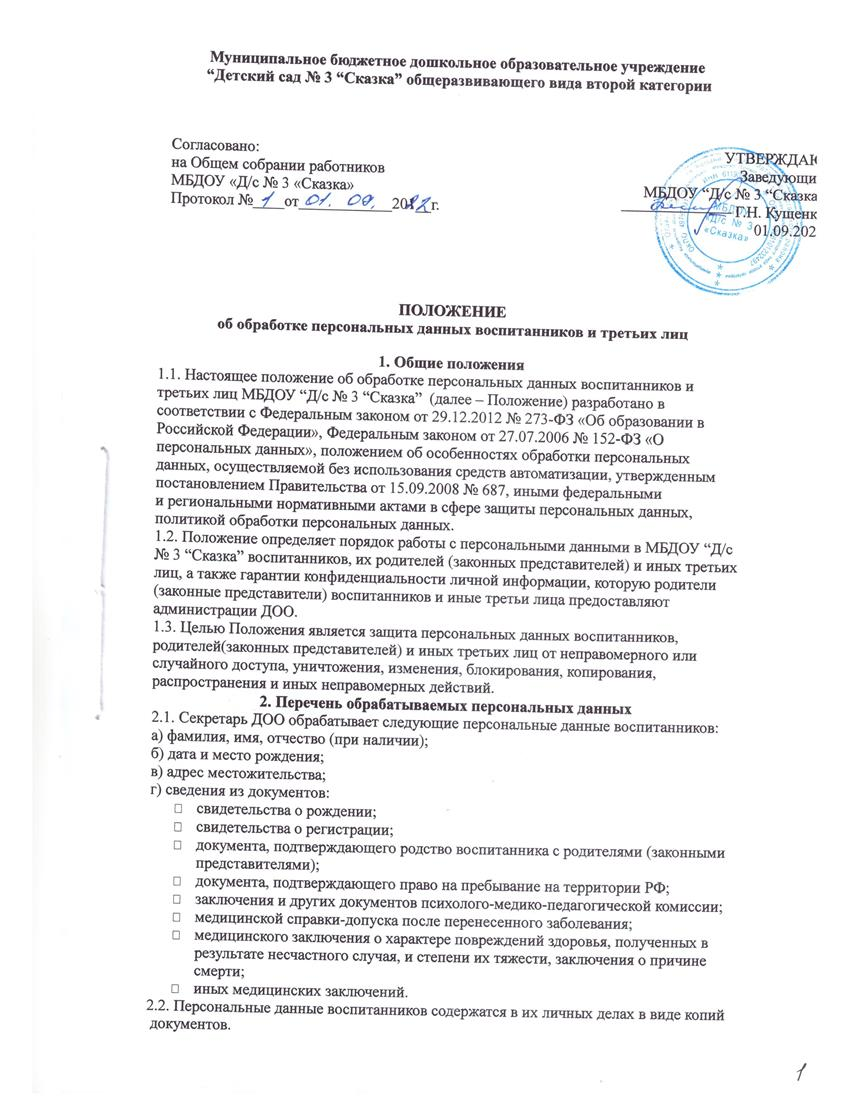 Муниципальное бюджетное дошкольное образовательное учреждение
“Детский сад № 3 “Сказка” общеразвивающего вида второй категории
Согласовано:
на Общем собрании работников
МБДОУ «Д/с № 3 «Сказка»
Протокол № 1 от 01. 09. 20 г.
УТВЕРЖДАЮ
Заведующи
МБДОУ “Д/с № 3 “Сказка
Г.Н. Кущенк
01.09.202
МБДОУ
«Д/с № 3
«Сказка»
ПОЛОЖЕНИЕ
об обработке персональных данных воспитанников и третьих лиц
1. Общие положения
1.1. Настоящее положение об обработке персональных данных воспитанников и
третьих лиц МБДОУ “Д/с № 3 “Сказка” (далее – Положение) разработано в
соответствии с Федеральным законом от 29.12.2012 № 273-ФЗ «Об образовании в
Российской Федерации», Федеральным законом от 27.07.2006 № 152-ФЗ «О
персональных данных», положением об особенностях обработки персональных
данных, осуществляемой без использования средств автоматизации, утвержденным
постановлением Правительства от 15.09.2008 № 687, иными федеральными
и региональными нормативными актами в сфере защиты персональных данных,
политикой обработки персональных данных.
1.2. Положение определяет порядок работы с персональными данными в МБДОУ “Д/с
№ 3 “Сказка” воспитанников, их родителей (законных представителей) и иных третьих
лиц, а также гарантии конфиденциальности личной информации, которую родители
(законные представители) воспитанников и иные третьи лица предоставляют
администрации ДОО.
1.3. Целью Положения является защита персональных данных воспитанников,
родителей(законных представителей) и иных третьих лиц от неправомерного или
случайного доступа, уничтожения, изменения, блокирования, копирования,
распространения и иных неправомерных действий.
2. Перечень обрабатываемых персональных данных
2.1. Секретарь ДОО обрабатывает следующие персональные данные воспитанников:
а) фамилия, имя, отчество (при наличии);
б) дата и место рождения;
в) адрес местожительства;
г) сведения из документов:
свидетельства о рождении;
свидетельства о регистрации;
документа, подтверждающего родство воспитанника с родителями (законными
представителями);
документа, подтверждающего право на пребывание на территории РФ;
заключения и других документов психолого-медико-педагогической комиссии;
медицинской справки-допуска после перенесенного заболевания;
медицинского заключения о характере повреждений здоровья, полученных в
результате несчастного случая, и степени их тяжести, заключения о причине
смерти;
иных медицинских заключений.
2.2. Персональные данные воспитанников содержатся в их личных делах в виде копий
документов.
1